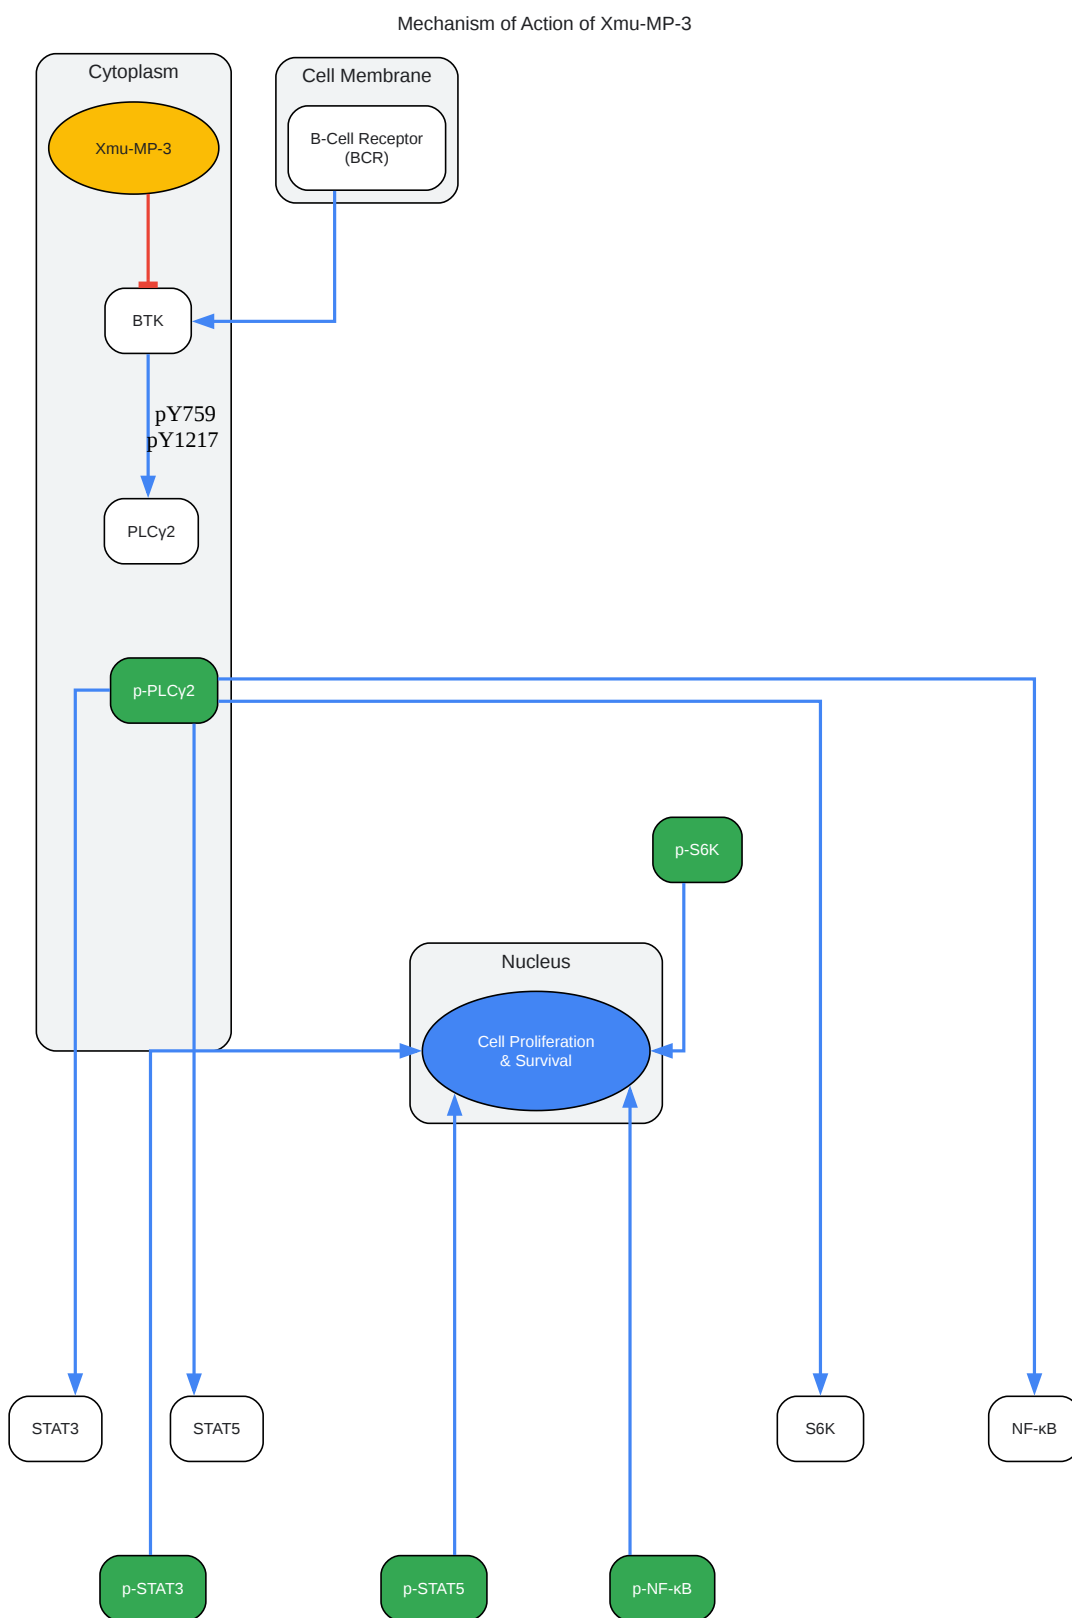 Mechanism of Action of Xmu-MP-3
Cytoplasm
Cell Membrane
Xmu-MP-3
B-Cell Receptor
(BCR)
BTK
pY759
pY1217
PLCγ2
p-PLCγ2
p-S6K
Nucleus
Cell Proliferation
& Survival
STAT3
STAT5
S6K
NF-κB
p-STAT3
p-STAT5
p-NF-κB